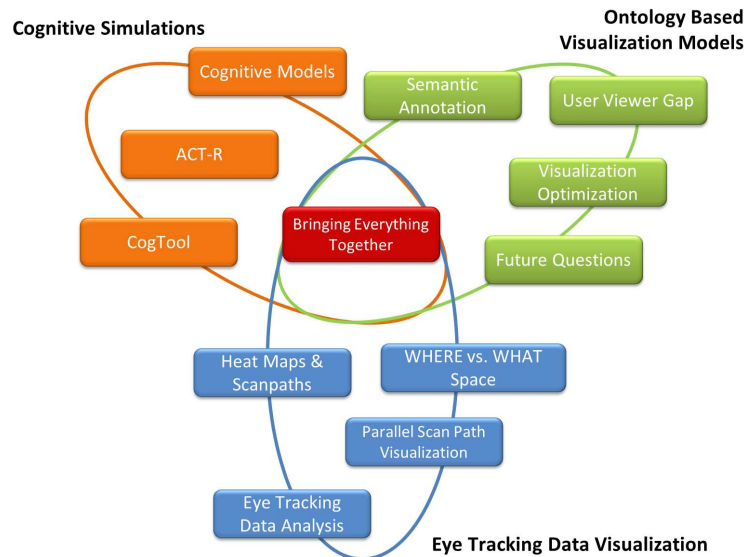 Cognitive Simulations
Ontology Based
Visualization Models
Cognitive Models
ACT-R
CogTool
Semantic
Annotation
User Viewer Gap
Visualization
Optimization
Future Questions
Bringing Everything
Together
Heat Maps &
Scanpaths
WHERE vs. WHAT
Space
Parallel Scan Path
Visualization
Eye Tracking
Data Analysis
Eye Tracking Data Visualization